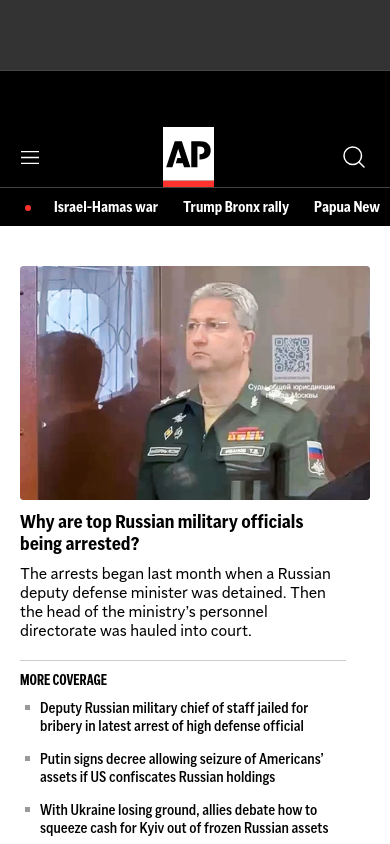 AP
Israel-Hamas war Trump Bronx rally Papua New
Суды общей юрисдикции
города Москвы
ИВАНОВ Т.В.
Why are top Russian military officials
being arrested?
The arrests began last month when a Russian
deputy defense minister was detained. Then
the head of the ministry's personnel
directorate was hauled into court.
MORE COVERAGE
Deputy Russian military chief of staff jailed for
bribery in latest arrest of high defense official
Putin signs decree allowing seizure of Americans'
assets if US confiscates Russian holdings
With Ukraine losing ground, allies debate how to
squeeze cash for Kyiv out of frozen Russian assets